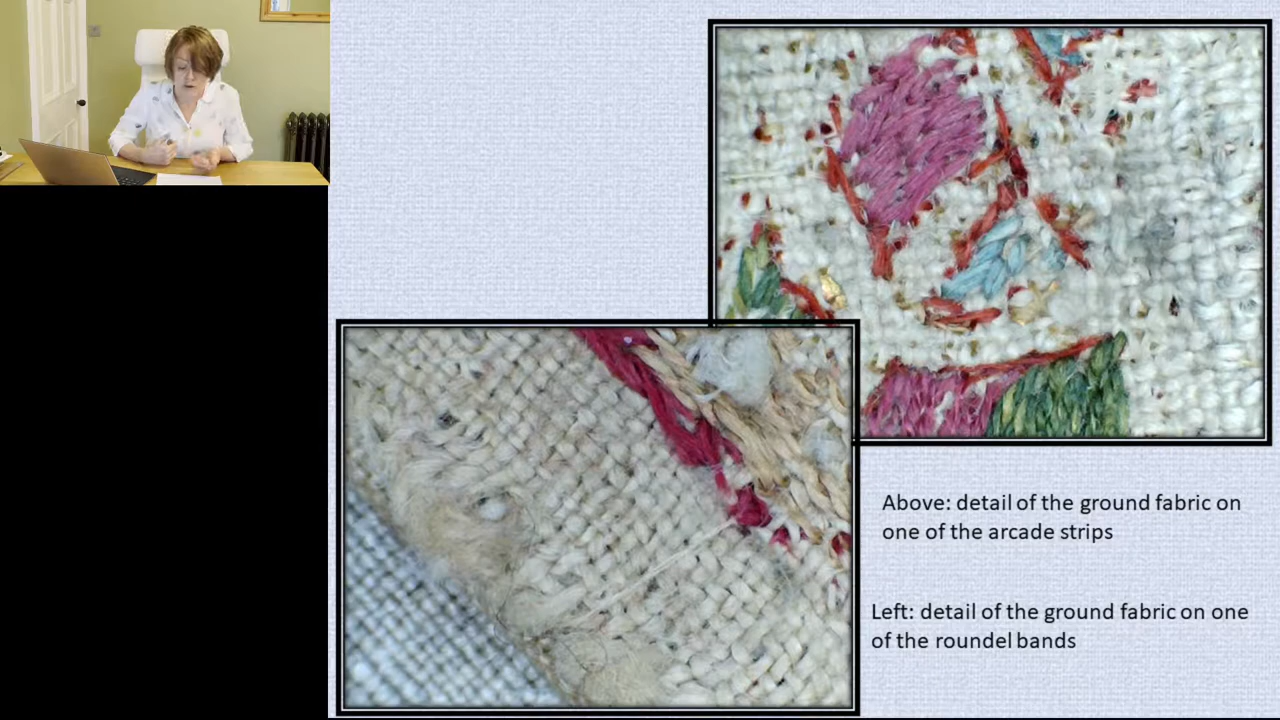 Above: detail of the ground fabric on
one of the arcade strips
Left: detail of the ground fabric on one
of the roundel bands